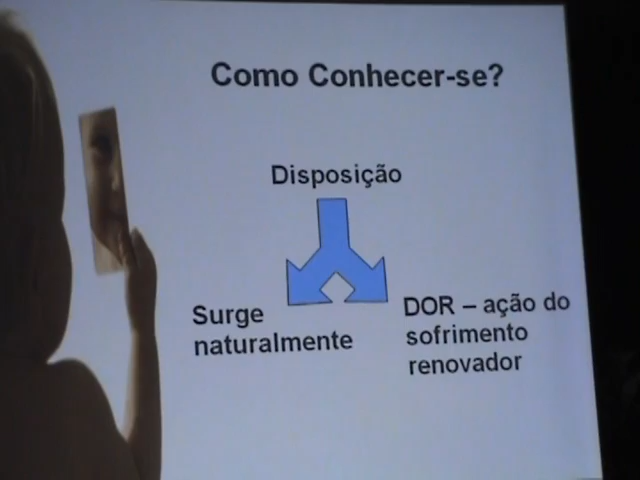 Como Conhecer-se?
Disposição
Surge
naturalmente
DOR – ação do
sofrimento
renovador